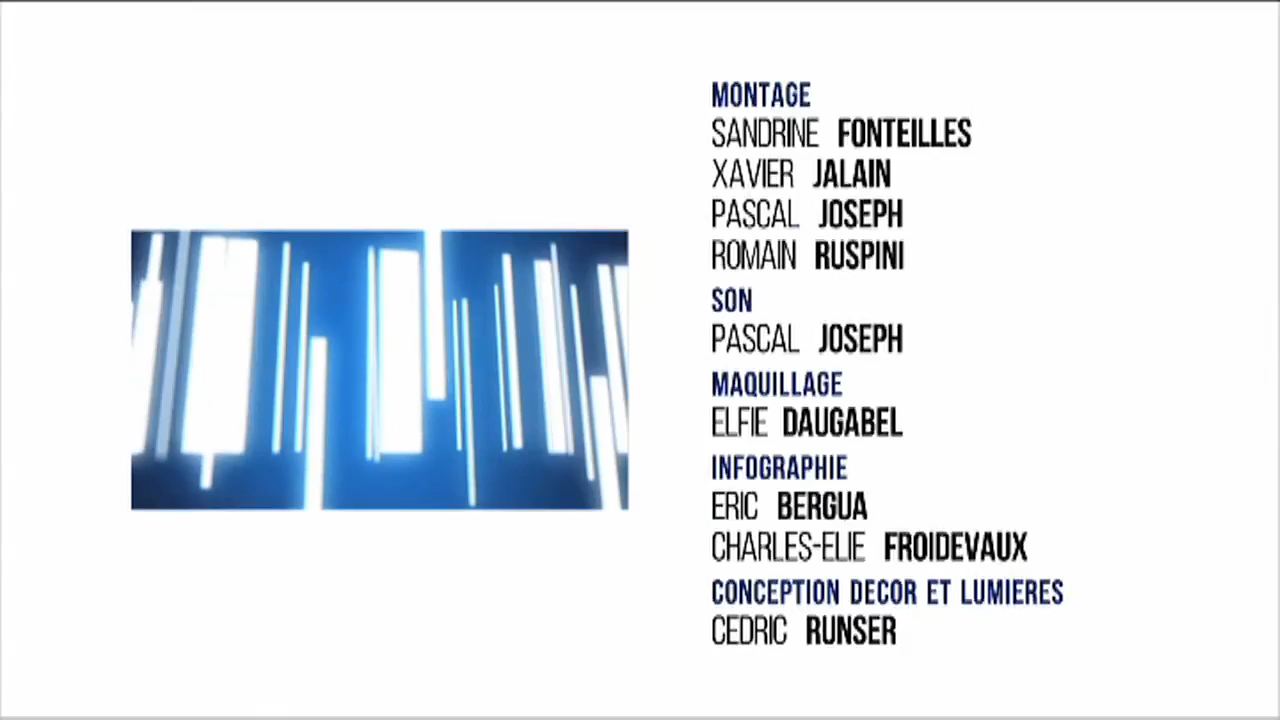 MONTAGE
SANDRINE FONTEILLES
XAVIER JALAIN
PASCAL JOSEPH
ROMAIN RUSPINI
SON
PASCAL JOSEPH
MAQUILLAGE
ELFIE DAUGABEL
INFOGRAPHIE
ERIC BERGUA
CHARLES-ELIE FROIDEVAUX
CONCEPTION DECOR ET LUMIERES
CEDRIC RUNSER